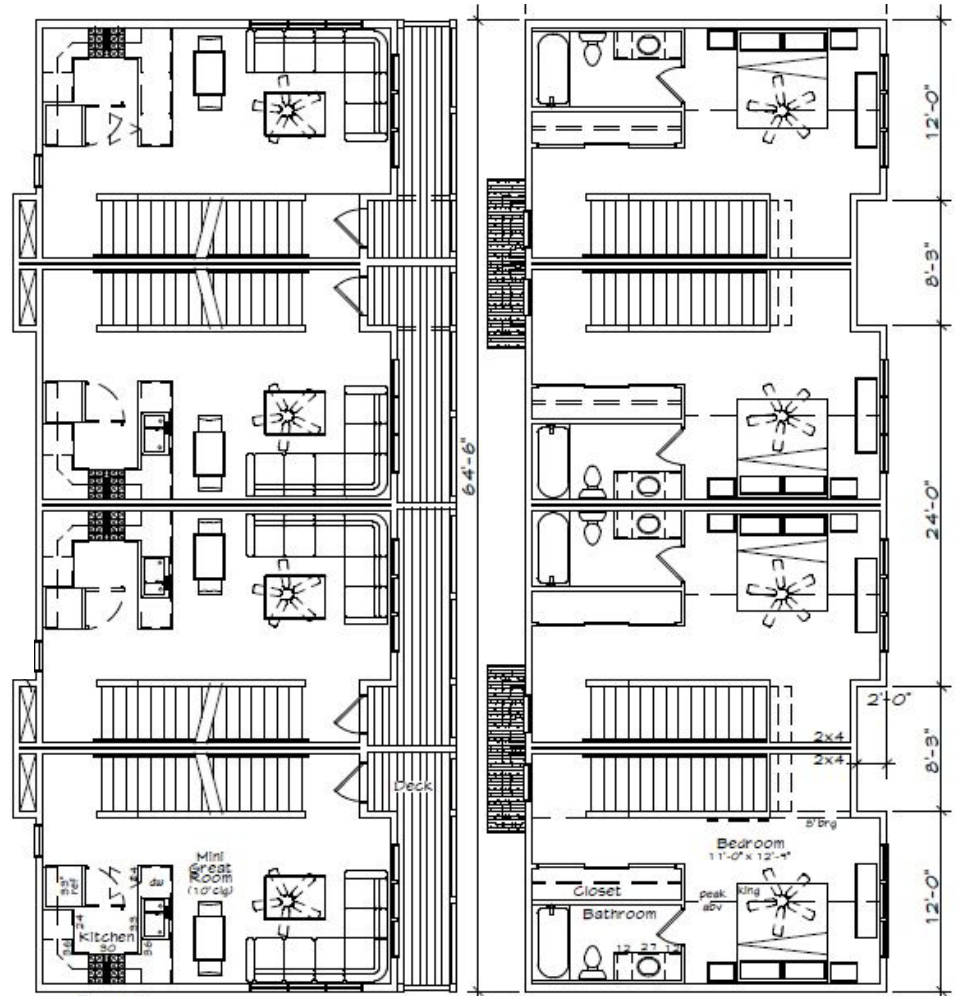 12'-0"
8'-3"
64'-6"
24'-0"
2'-0"
2x4
2x4
8'-3"
Deck
8' brg
Mini
Great
Room
(10' clg)
Bedroom
11'-0" x 12'-9"
33"
ref
24
dw
Closet
peak
abv
king
24
33
Kitchen
Bathroom
12'-0"
36
30
36
12 27 12